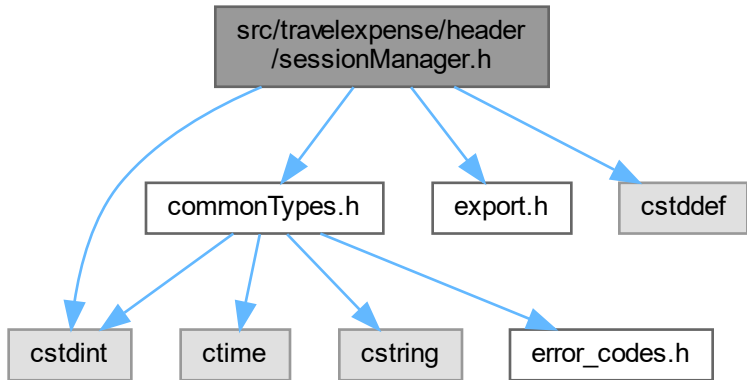 src/travelexpense/header
/sessionManager.h
commonTypes.h
export.h
cstddef
cstdint
ctime
cstring
error_codes.h